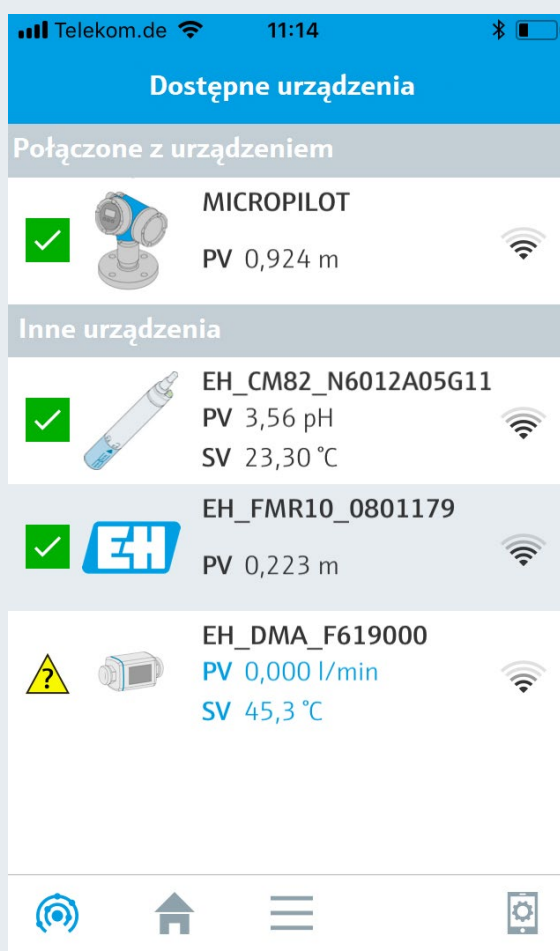 Telekom.de 11:14
Dostępne urządzenia
Połączone z urządzeniem
MICROPILOT
PV 0,924 m
Inne urządzenia
EH_CM82_N6012A05G11
PV 3,56 pH
SV 23,30 °C
EH_FMR10_0801179
EH
PV 0,223 m
EH_DMA_F619000
?
PV 0,000 l/min
SV 45,3 °C